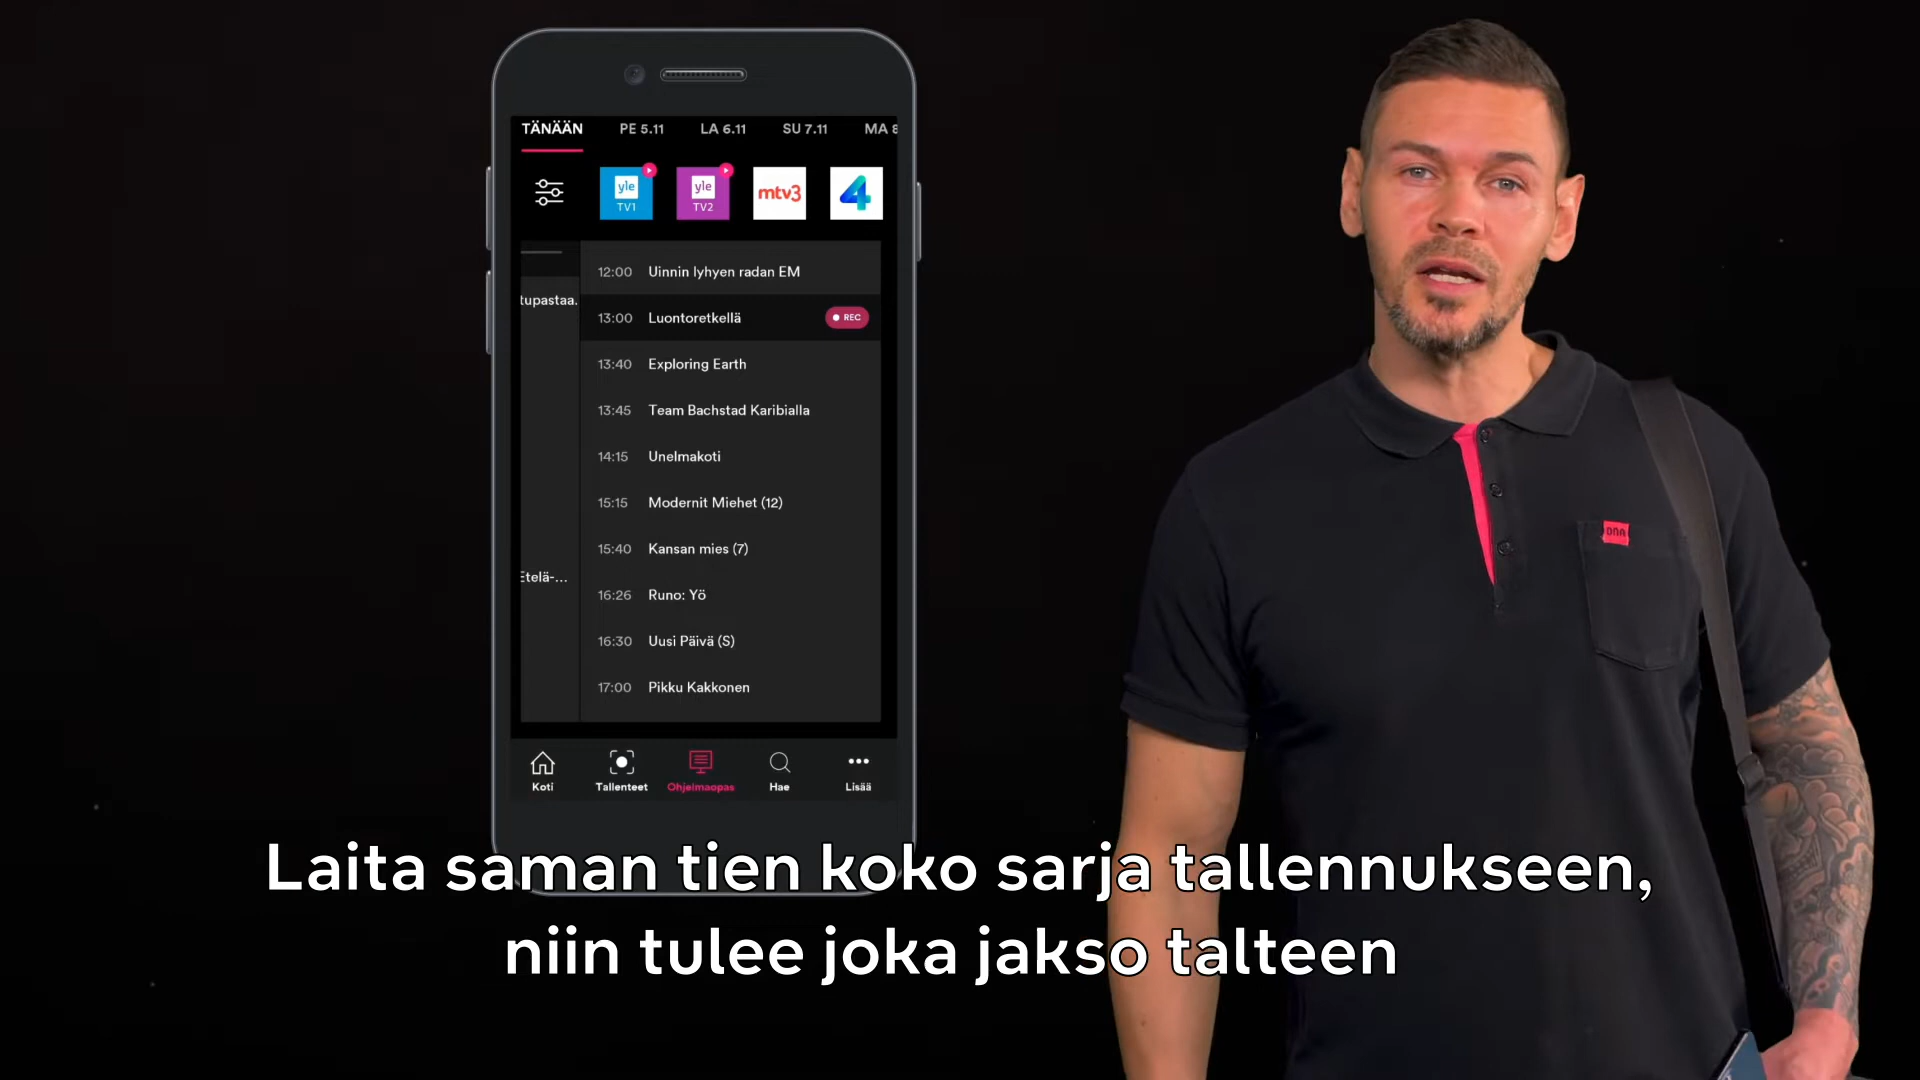 TÄNÄÄN PE 5.11 LA 6.11 SU 7.11 MA 8
yle TV1
yle TV2
mtv3
4
tupastaa.
Etelä-...
12:00 Uinnin lyhyen radan EM
13:00 Luontoretkellä REC
13:40 Exploring Earth
13:45 Team Bachstad Karibialla
14:15 Unelmakoti
15:15 Modernit Miehet (12)
15:40 Kansan mies (7)
16:26 Runo: Yö
16:30 Uusi Päivä (S)
17:00 Pikku Kakkonen
Koti Tallenteet Ohjelmaopas Hae Lisää
DNA
Laita saman tien koko sarja tallennukseen,
niin tulee joka jakso talteen